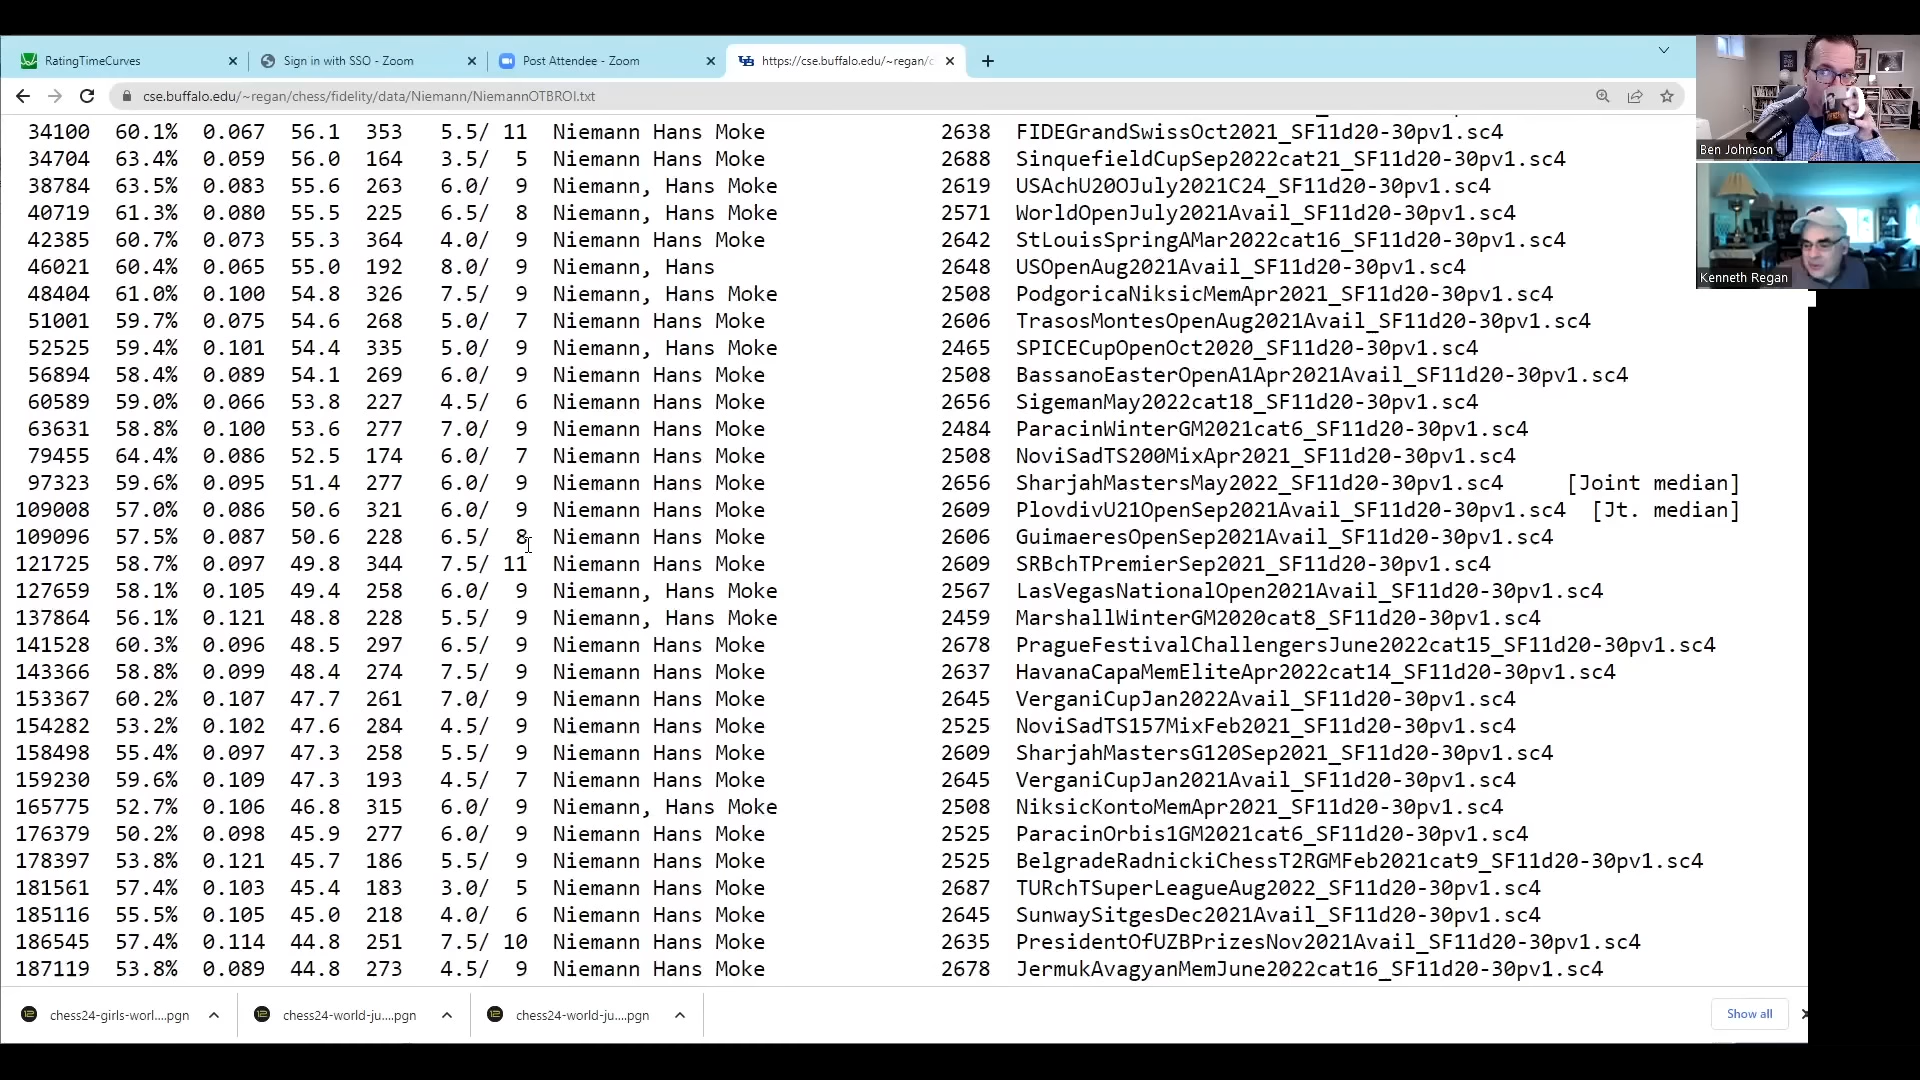 RatingTimeCurves
Sign in with SSO - Zoom
Post Attendee - Zoom
https://cse.buffalo.edu/~regan/c
cse.buffalo.edu/~regan/chess/fidelity/data/Niemann/NiemannOTBROI.txt
34100 60.1% 0.067 56.1 353 5.5/ 11 Niemann Hans Moke 2638 FIDEGrandSwissOct2021_SF11d20-30pv1.sc4
34704 63.4% 0.059 56.0 164 3.5/ 5 Niemann Hans Moke 2688 SinquefieldCupSep2022cat21_SF11d20-30pv1.sc4
38784 63.5% 0.083 55.6 263 6.0/ 9 Niemann, Hans Moke 2619 USAchU20OJuly2021C24_SF11d20-30pv1.sc4
40719 61.3% 0.080 55.5 225 6.5/ 8 Niemann, Hans Moke 2571 WorldOpenJuly2021Avail_SF11d20-30pv1.sc4
42385 60.7% 0.073 55.3 364 4.0/ 9 Niemann Hans Moke 2642 StLouisSpringAMar2022cat16_SF11d20-30pv1.sc4
46021 60.4% 0.065 55.0 192 8.0/ 9 Niemann, Hans 2648 USOpenAug2021Avail_SF11d20-30pv1.sc4
48404 61.0% 0.100 54.8 326 7.5/ 9 Niemann, Hans Moke 2508 PodgoricaNiksicMemApr2021_SF11d20-30pv1.sc4
51001 59.7% 0.075 54.6 268 5.0/ 7 Niemann Hans Moke 2606 TrasosMontesOpenAug2021Avail_SF11d20-30pv1.sc4
52525 59.4% 0.101 54.4 335 5.0/ 9 Niemann, Hans Moke 2465 SPICECupOpenOct2020_SF11d20-30pv1.sc4
56894 58.4% 0.089 54.1 269 6.0/ 9 Niemann Hans Moke 2508 BassanoEasterOpenA1Apr2021Avail_SF11d20-30pv1.sc4
60589 59.0% 0.066 53.8 227 4.5/ 6 Niemann Hans Moke 2656 SigemanMay2022cat18_SF11d20-30pv1.sc4
63631 58.8% 0.100 53.6 277 7.0/ 9 Niemann Hans Moke 2484 ParacinWinterGM2021cat6_SF11d20-30pv1.sc4
79455 64.4% 0.086 52.5 174 6.0/ 7 Niemann Hans Moke 2508 NoviSadTS200MixApr2021_SF11d20-30pv1.sc4
97323 59.6% 0.095 51.4 277 6.0/ 9 Niemann Hans Moke 2656 SharjahMastersMay2022_SF11d20-30pv1.sc4 [Joint median]
109008 57.0% 0.086 50.6 321 6.0/ 9 Niemann Hans Moke 2609 PlovdivU21OpenSep2021Avail_SF11d20-30pv1.sc4 [Jt. median]
109096 57.5% 0.087 50.6 228 6.5/ 8 Niemann Hans Moke 2606 GuimaeresOpenSep2021Avail_SF11d20-30pv1.sc4
121725 58.7% 0.097 49.8 344 7.5/ 11 Niemann Hans Moke 2609 SRBchTPremierSep2021_SF11d20-30pv1.sc4
127659 58.1% 0.105 49.4 258 6.0/ 9 Niemann, Hans Moke 2567 LasVegasNationalOpen2021Avail_SF11d20-30pv1.sc4
137864 56.1% 0.121 48.8 228 5.5/ 9 Niemann, Hans Moke 2459 MarshallWinterGM2020cat8_SF11d20-30pv1.sc4
141528 60.3% 0.096 48.5 297 6.5/ 9 Niemann Hans Moke 2678 PragueFestivalChallengersJune2022cat15_SF11d20-30pv1.sc4
143366 58.8% 0.099 48.4 274 7.5/ 9 Niemann Hans Moke 2637 HavanaCapaMemEliteApr2022cat14_SF11d20-30pv1.sc4
153367 60.2% 0.107 47.7 261 7.0/ 9 Niemann Hans Moke 2645 VerganiCupJan2022Avail_SF11d20-30pv1.sc4
154282 53.2% 0.102 47.6 284 4.5/ 9 Niemann Hans Moke 2525 NoviSadTS157MixFeb2021_SF11d20-30pv1.sc4
158498 55.4% 0.097 47.3 258 5.5/ 9 Niemann Hans Moke 2609 SharjahMastersG120Sep2021_SF11d20-30pv1.sc4
159230 59.6% 0.109 47.3 193 4.5/ 7 Niemann Hans Moke 2645 VerganiCupJan2021Avail_SF11d20-30pv1.sc4
165775 52.7% 0.106 46.8 315 6.0/ 9 Niemann, Hans Moke 2508 NiksicKontoMemApr2021_SF11d20-30pv1.sc4
176379 50.2% 0.098 45.9 277 6.0/ 9 Niemann Hans Moke 2525 ParacinOrbis1GM2021cat6_SF11d20-30pv1.sc4
178397 53.8% 0.121 45.7 186 5.5/ 9 Niemann Hans Moke 2525 BelgradeRadnickiChessT2RGMFeb2021cat9_SF11d20-30pv1.sc4
181561 57.4% 0.103 45.4 183 3.0/ 5 Niemann Hans Moke 2687 TURchTSuperLeagueAug2022_SF11d20-30pv1.sc4
185116 55.5% 0.105 45.0 218 4.0/ 6 Niemann Hans Moke 2645 SunwaySitgesDec2021Avail_SF11d20-30pv1.sc4
186545 57.4% 0.114 44.8 251 7.5/ 10 Niemann Hans Moke 2635 PresidentOfUZBPrizesNov2021Avail_SF11d20-30pv1.sc4
187119 53.8% 0.089 44.8 273 4.5/ 9 Niemann Hans Moke 2678 JermukAvagyanMemJune2022cat16_SF11d20-30pv1.sc4
chess24-girls-worl....pgn
chess24-world-ju....pgn
chess24-world-ju....pgn
Show all
Ben Johnson
Kenneth Regan